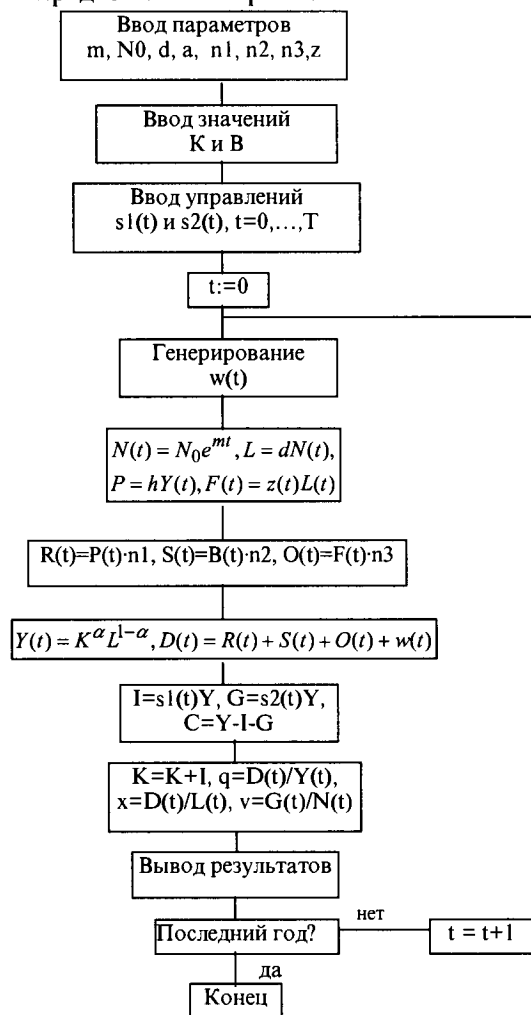 Ввод параметров
m, N0, d, a, n1, n2, n3,z
Ввод значений
К и В
Ввод управлений
s1(t) и s2(t), t=0,...,T
t:=0
Генерирование
w(t)
N(t) = N₀e^{mt}, L = dN(t),
P = hY(t), F(t) = z(t)L(t)
R(t)=P(t)·n1, S(t)=B(t)·n2, O(t)=F(t)·n3
Y(t) = K^α L^{1-α}, D(t) = R(t) + S(t) + O(t) + w(t)
I=s1(t)Y, G=s2(t)Y,
C=Y-I-G
K=K+I, q=D(t)/Y(t),
x=D(t)/L(t), v=G(t)/N(t)
Вывод результатов
Последний год?
нет
t = t+1
да
Конец